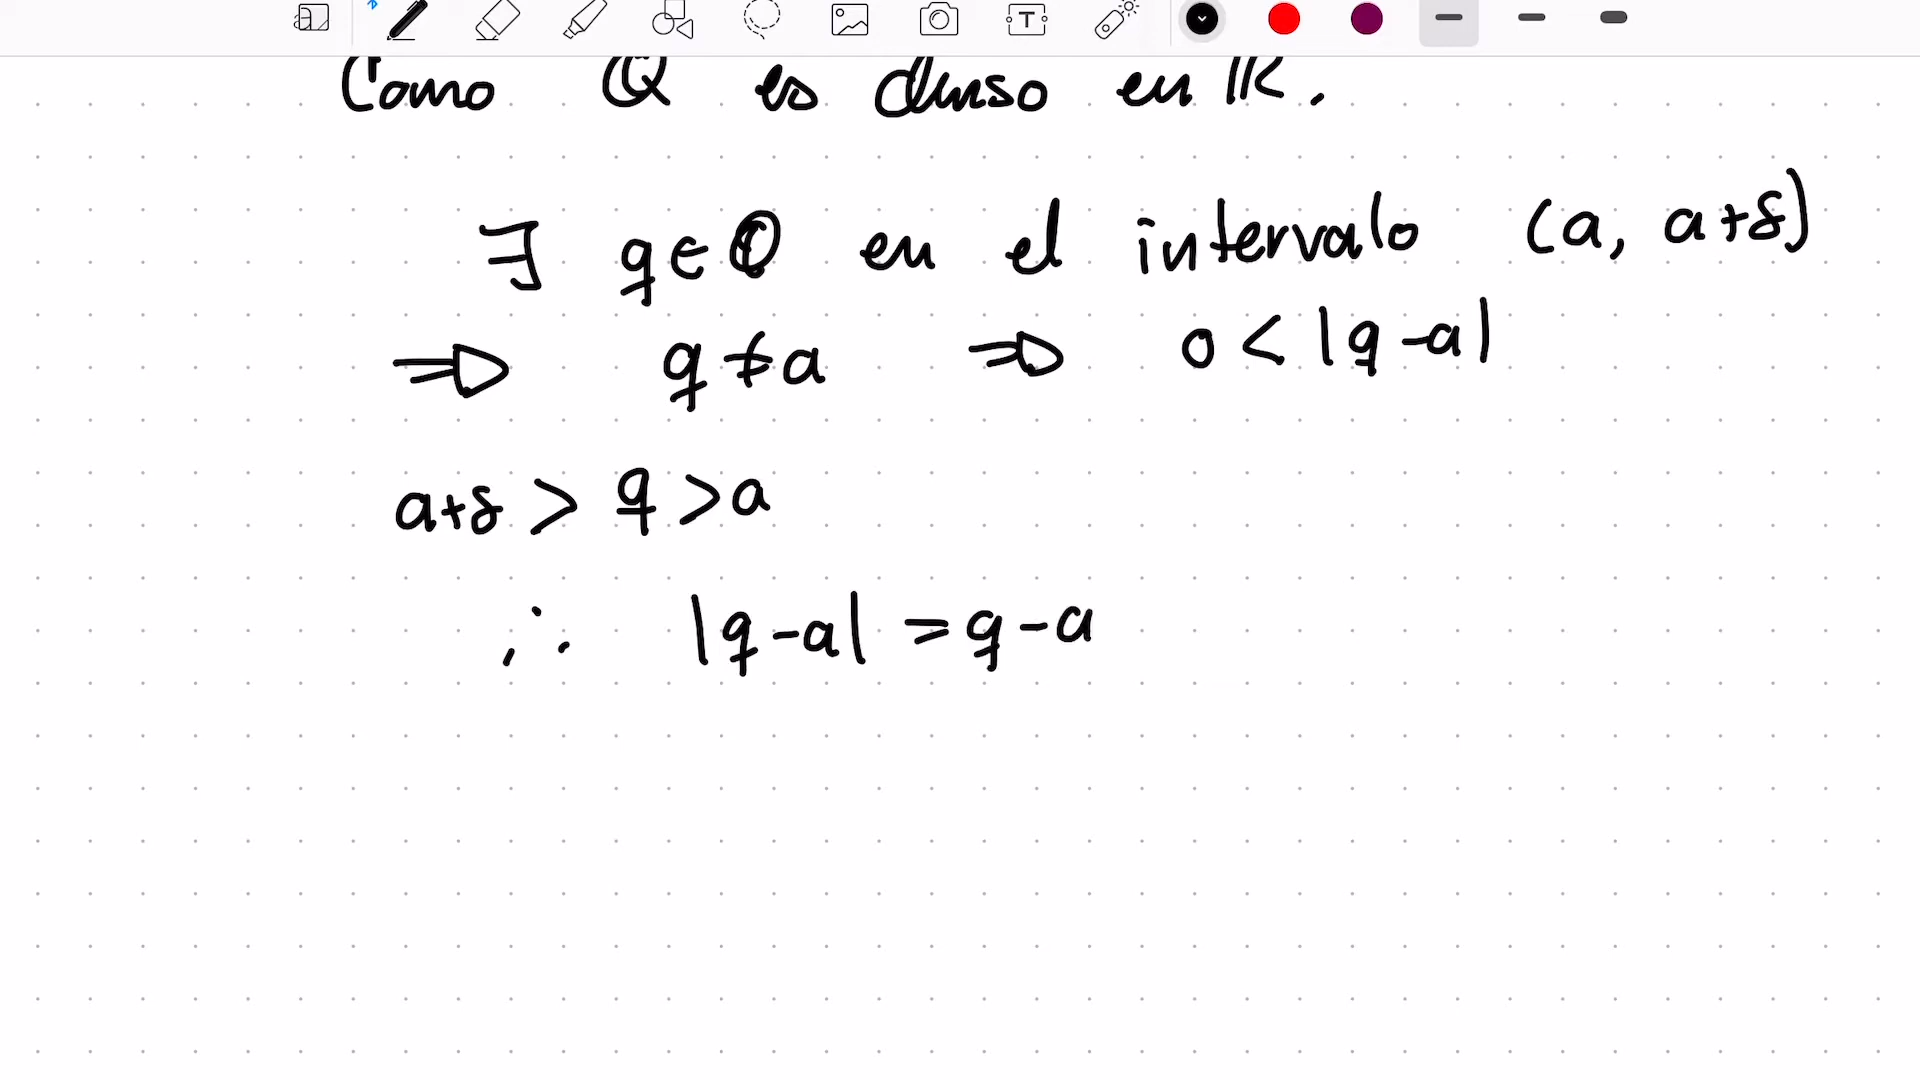 Como ℚ es denso en ℝ.
∃ q ∈ ℚ en el intervalo (a, a+δ)
⇒ q ≠ a ⇒ 0 < |q - a|
a+δ > q > a
∴ |q - a| = q - a